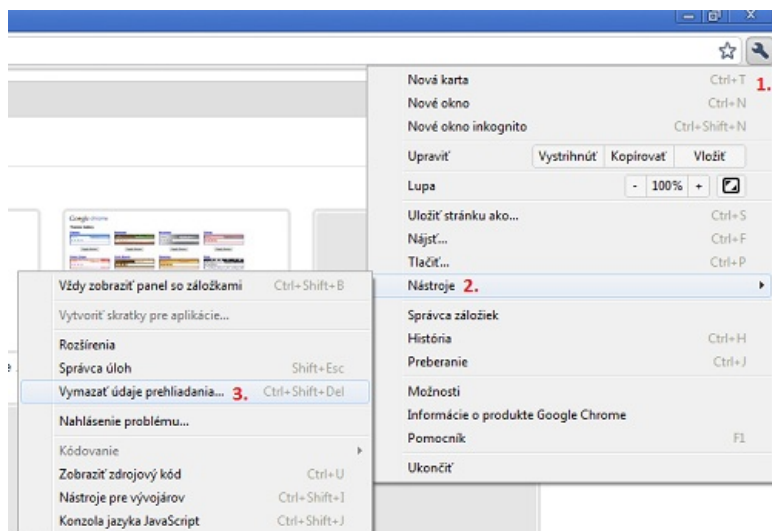 Nová karta Ctrl+T 1.
Nové okno Ctrl+N
Nové okno inkognito Ctrl+Shift+N
Upraviť Vystrihnúť Kopírovať Vložiť
Lupa - 100% +
Uložiť stránku ako... Ctrl+S
Nájsť... Ctrl+F
Tlačiť... Ctrl+P
Nástroje 2.
Správca záložiek
História Ctrl+H
Preberanie Ctrl+J
Možnosti
Informácie o produkte Google Chrome
Pomocník F1
Ukončiť
Google chrome
Vždy zobraziť panel so záložkami Ctrl+Shift+B
Vytvoriť skratky pre aplikácie...
Rozšírenia
Správca úloh Shift+Esc
Vymazať údaje prehliadania... 3. Ctrl+Shift+Del
Nahlásenie problému...
Kódovanie
Zobraziť zdrojový kód Ctrl+U
Nástroje pre vývojárov Ctrl+Shift+I
Konzola jazyka JavaScript Ctrl+Shift+J